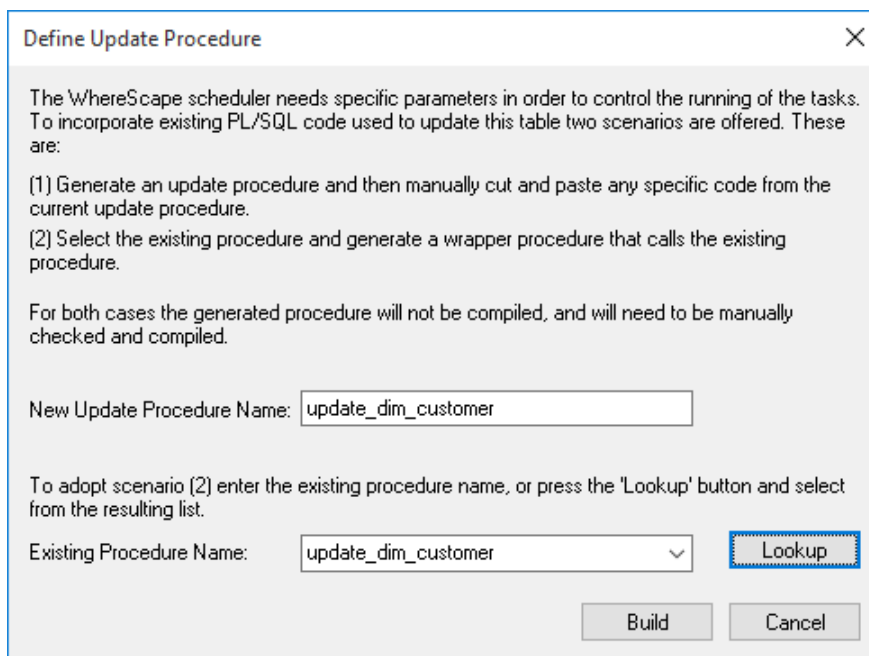 Define Update Procedure
The WhereScape scheduler needs specific parameters in order to control the running of the tasks.
To incorporate existing PL/SQL code used to update this table two scenarios are offered. These
are:
(1) Generate an update procedure and then manually cut and paste any specific code from the
current update procedure.
(2) Select the existing procedure and generate a wrapper procedure that calls the existing
procedure.
For both cases the generated procedure will not be compiled, and will need to be manually
checked and compiled.
New Update Procedure Name: update_dim_customer
To adopt scenario (2) enter the existing procedure name, or press the 'Lookup' button and select
from the resulting list.
Existing Procedure Name: update_dim_customer Lookup
Build Cancel